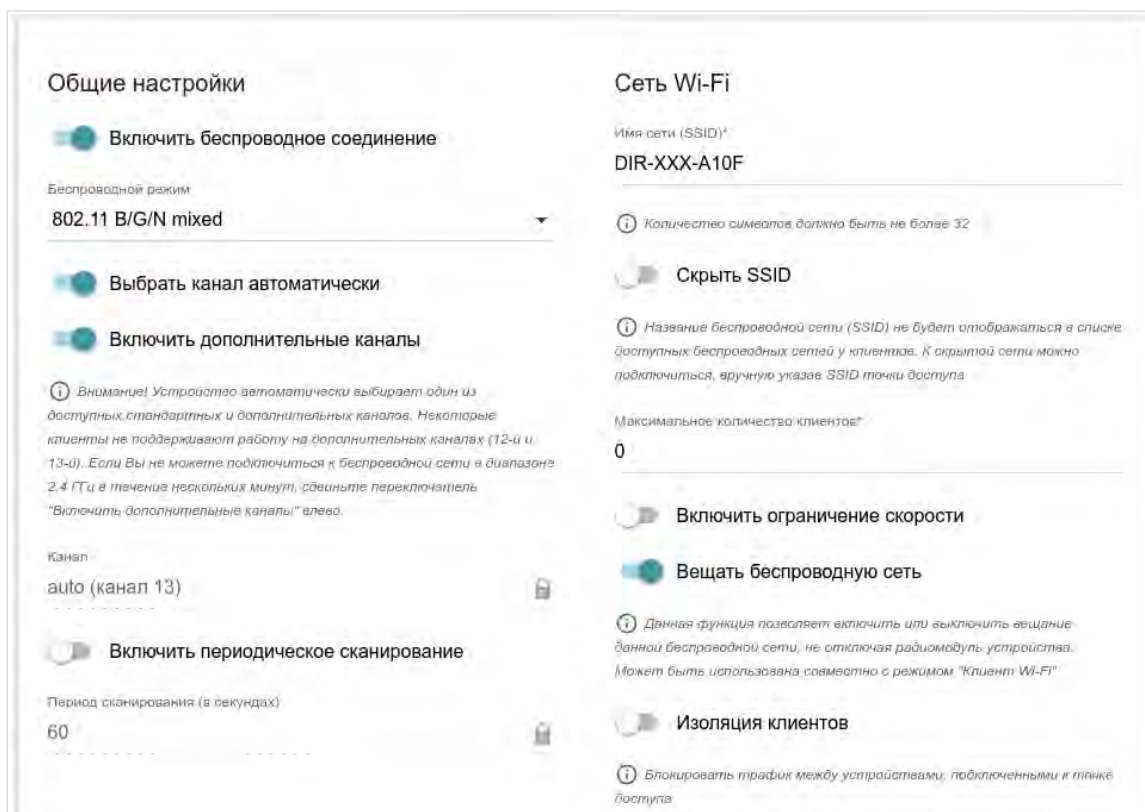 Общие настройки
Включить беспроводное соединение
Беспроводной режим
802.11 B/G/N mixed
Выбрать канал автоматически
Включить дополнительные каналы
Внимание! Устройство автоматически выбирает один из
доступных стандартных и дополнительных каналов. Некоторые
клиенты не поддерживают работу на дополнительных каналах (12-й и
13-й). Если Вы не можете подключиться к беспроводной сети в диапазоне
2.4 ГГц в течение нескольких минут, сдвиньте переключатель
"Включить дополнительные каналы" влево.
Канал
auto (канал 13)
Включить периодическое сканирование
Период сканирования (в секундах)
60
Сеть Wi-Fi
Имя сети (SSID)*
DIR-XXX-A10F
Количество символов должно быть не более 32
Скрыть SSID
Название беспроводной сети (SSID) не будет отображаться в списке
доступных беспроводных сетей у клиентов. К скрытой сети можно
подключиться, вручную указав SSID точки доступа
Максимальное количество клиентов*
0
Включить ограничение скорости
Вещать беспроводную сеть
Данная функция позволяет включить или выключить вещание
данной беспроводной сети, не отключая радиомодуль устройства.
Может быть использована совместно с режимом "Клиент Wi-Fi"
Изоляция клиентов
Блокировать трафик между устройствами, подключенными к точке
доступа